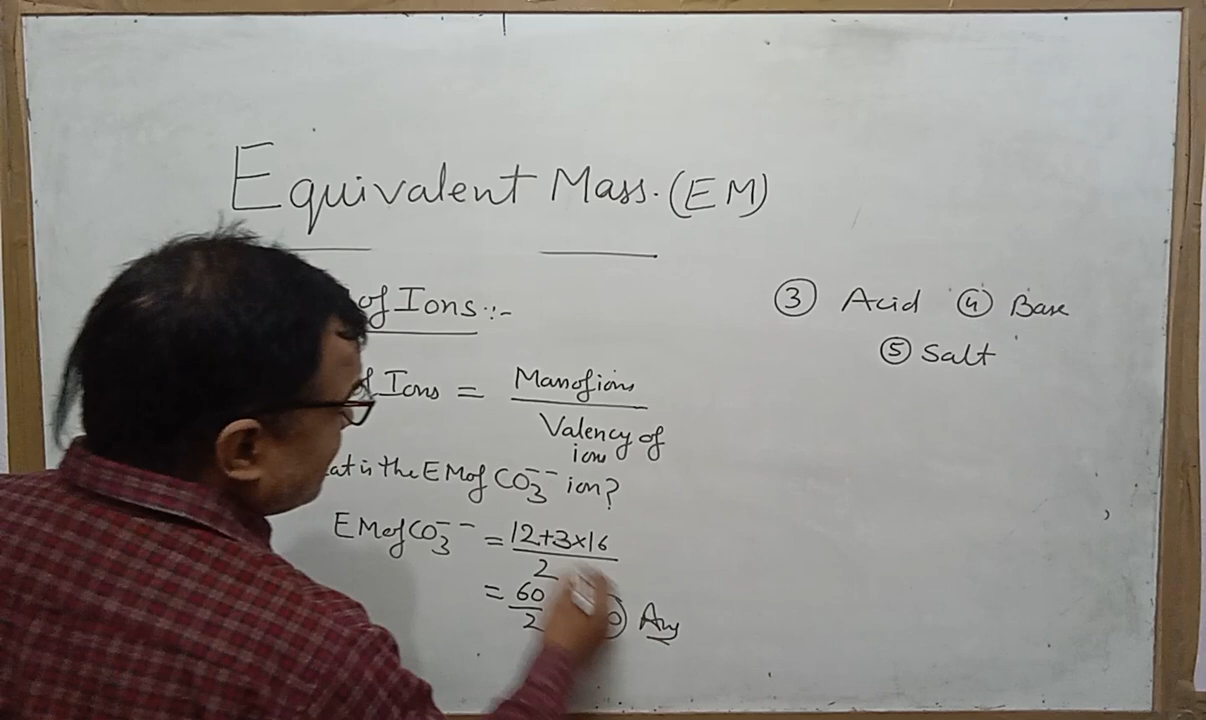 Equivalent Mass. (EM)
of Ions :-
③ Acid ④ Base
⑤ Salt
of Ions = Mass of ions
Valency of
ion
at is the EM of CO₃⁻⁻ ion?
EM of CO₃⁻⁻ = 12+3×16
2
= 60
2
Ans